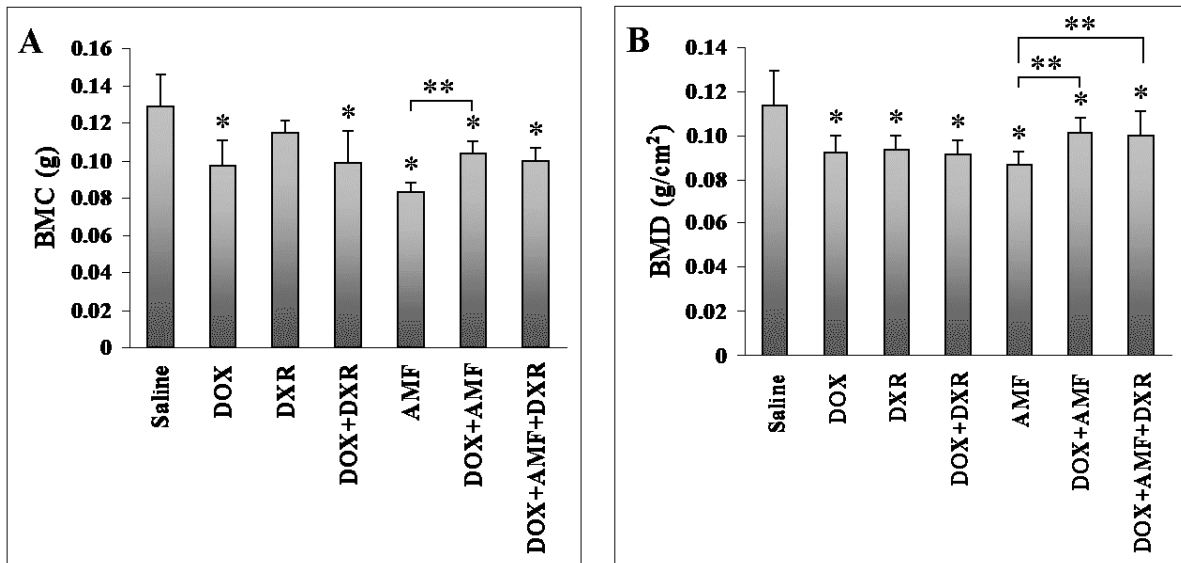 A
BMC (g)
0.16
0.14
0.12
0.10
0.08
0.06
0.04
0.02
0
*
*
*
**
*
*
Saline
DOX
DXR
DOX+DXR
AMF
DOX+AMF
DOX+AMF+DXR
B
BMD (g/cm²)
0.14
0.12
0.10
0.08
0.06
0.04
0.02
0
**
**
*
*
*
*
*
*
Saline
DOX
DXR
DOX+DXR
AMF
DOX+AMF
DOX+AMF+DXR